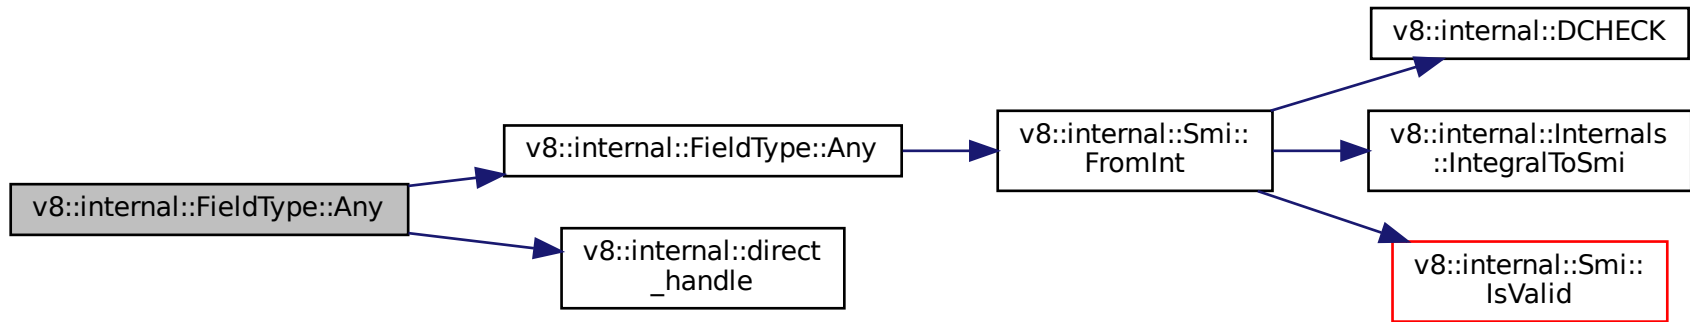 v8::internal::FieldType::Any
v8::internal::FieldType::Any
v8::internal::direct
_handle
v8::internal::Smi::
FromInt
v8::internal::DCHECK
v8::internal::Internals
::IntegralToSmi
v8::internal::Smi::
IsValid